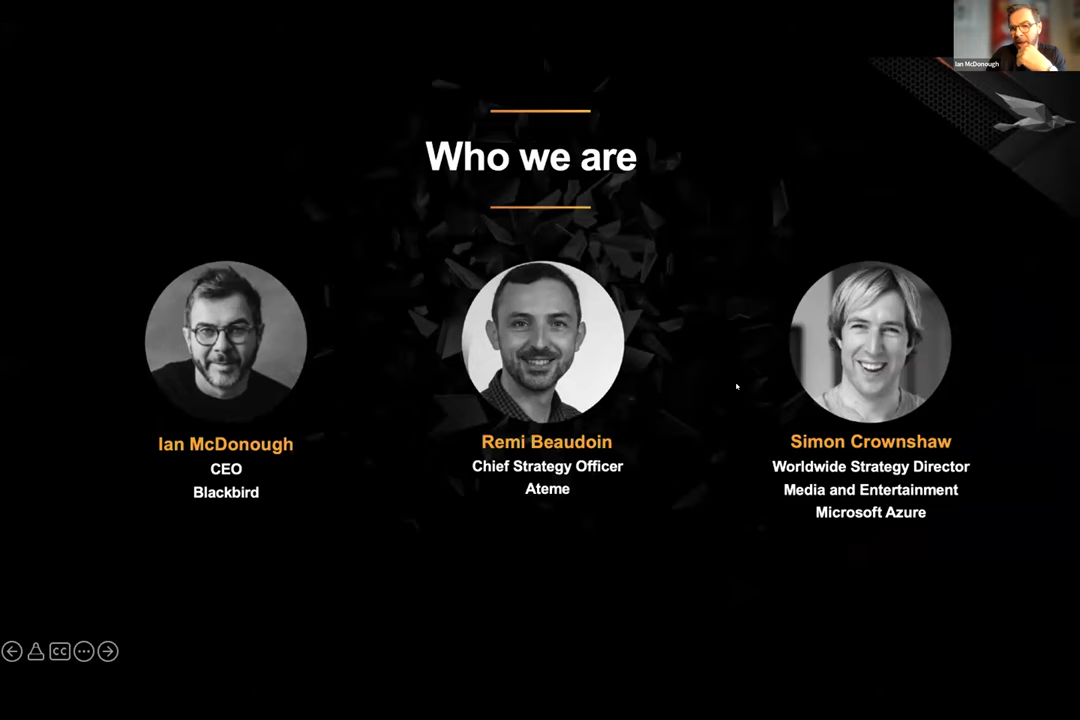 Ian McDonough
Who we are
Ian McDonough
CEO
Blackbird
Remi Beaudoin
Chief Strategy Officer
Ateme
Simon Crownshaw
Worldwide Strategy Director
Media and Entertainment
Microsoft Azure
CC